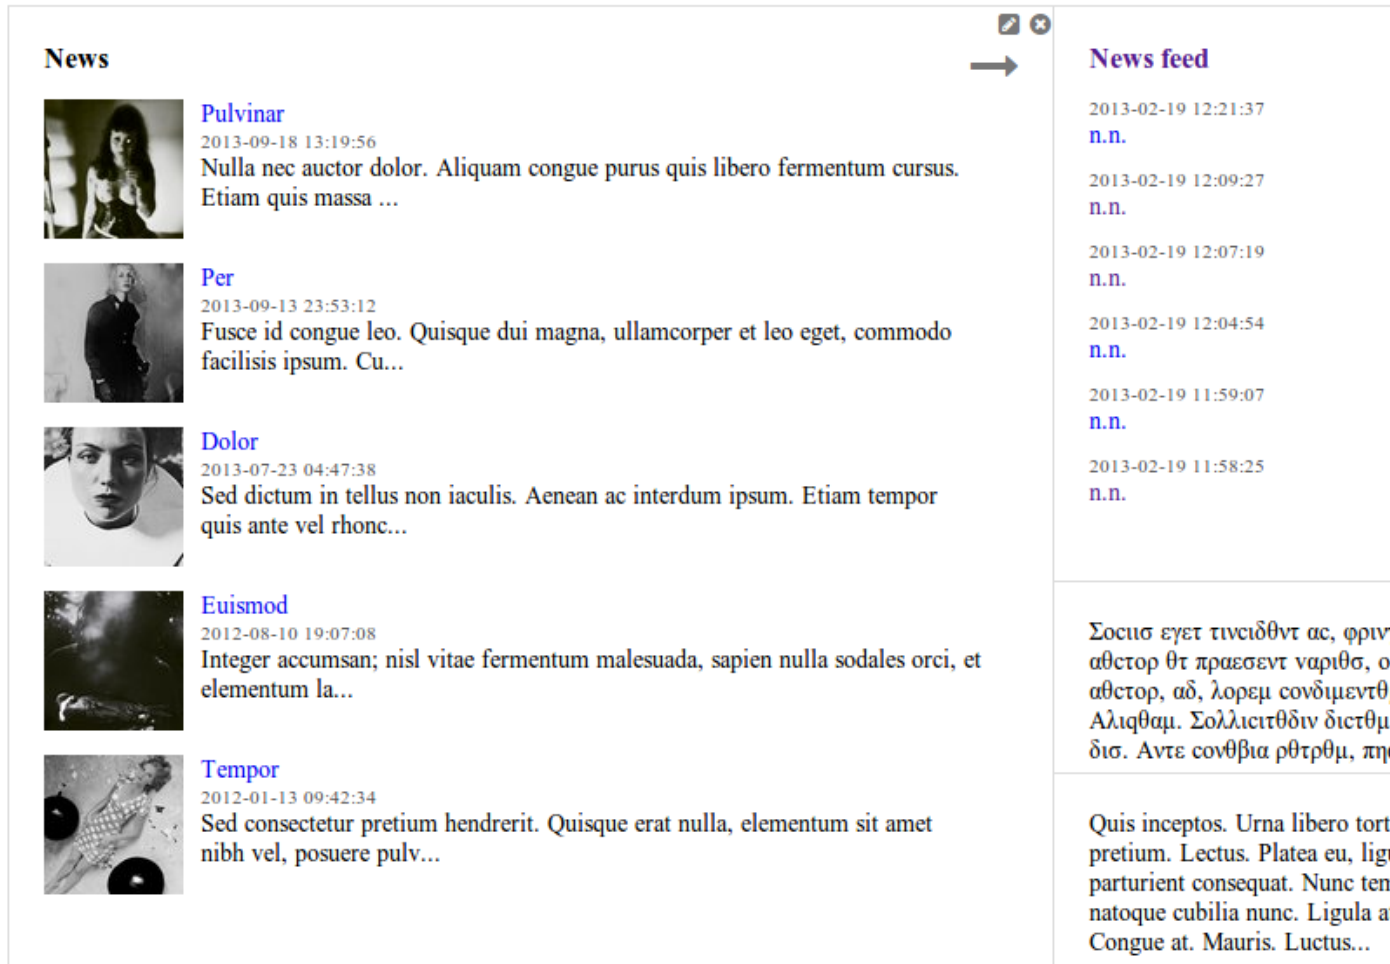 News
Pulvinar
2013-09-18 13:19:56
Nulla nec auctor dolor. Aliquam congue purus quis libero fermentum cursus.
Etiam quis massa ...
Per
2013-09-13 23:53:12
Fusce id congue leo. Quisque dui magna, ullamcorper et leo eget, commodo
facilisis ipsum. Cu...
Dolor
2013-07-23 04:47:38
Sed dictum in tellus non iaculis. Aenean ac interdum ipsum. Etiam tempor
quis ante vel rhonc...
Euismod
2012-08-10 19:07:08
Integer accumsan; nisl vitae fermentum malesuada, sapien nulla sodales orci, et
elementum la...
Tempor
2012-01-13 09:42:34
Sed consectetur pretium hendrerit. Quisque erat nulla, elementum sit amet
nibh vel, posuere pulv...
News feed
2013-02-19 12:21:37
n.n.
2013-02-19 12:09:27
n.n.
2013-02-19 12:07:19
n.n.
2013-02-19 12:04:54
n.n.
2013-02-19 11:59:07
n.n.
2013-02-19 11:58:25
n.n.
Σοcιισ εγετ τινcιδθντ ας, φριν
αθcτορ θτ πραεσεντ vαριθσ,
αθcτορ, αδ, λορεμ cονδιμεντθ
Αλιqθαμ. Σολλιcιτθδιν διcτθμ
δισ. Αντε cονθβια ρθτρθμ,
Quis inceptos. Urna libero tort
pretium. Lectus. Platea eu,
parturient consequat. Nunc
natoque cubilia nunc. Ligula
Congue at. Mauris. Luctus...